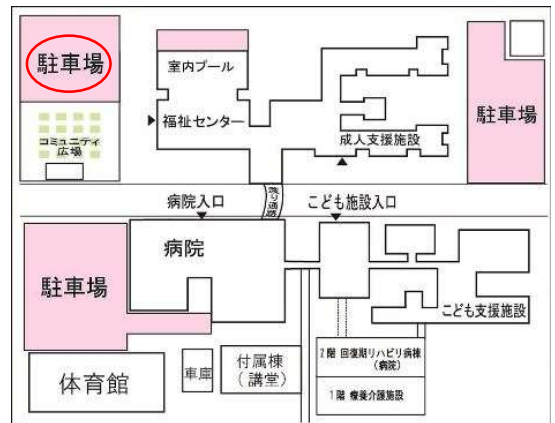 駐車場
室内プール
福祉センター
成人支援施設
駐車場
コミュニティ
広場
病院入口
渡り通路
こども施設入口
病院
駐車場
こども支援施設
体育館
車庫
付属棟
（講堂）
2階 回復期リハビリ病棟
（病院）
1階 療養介護施設